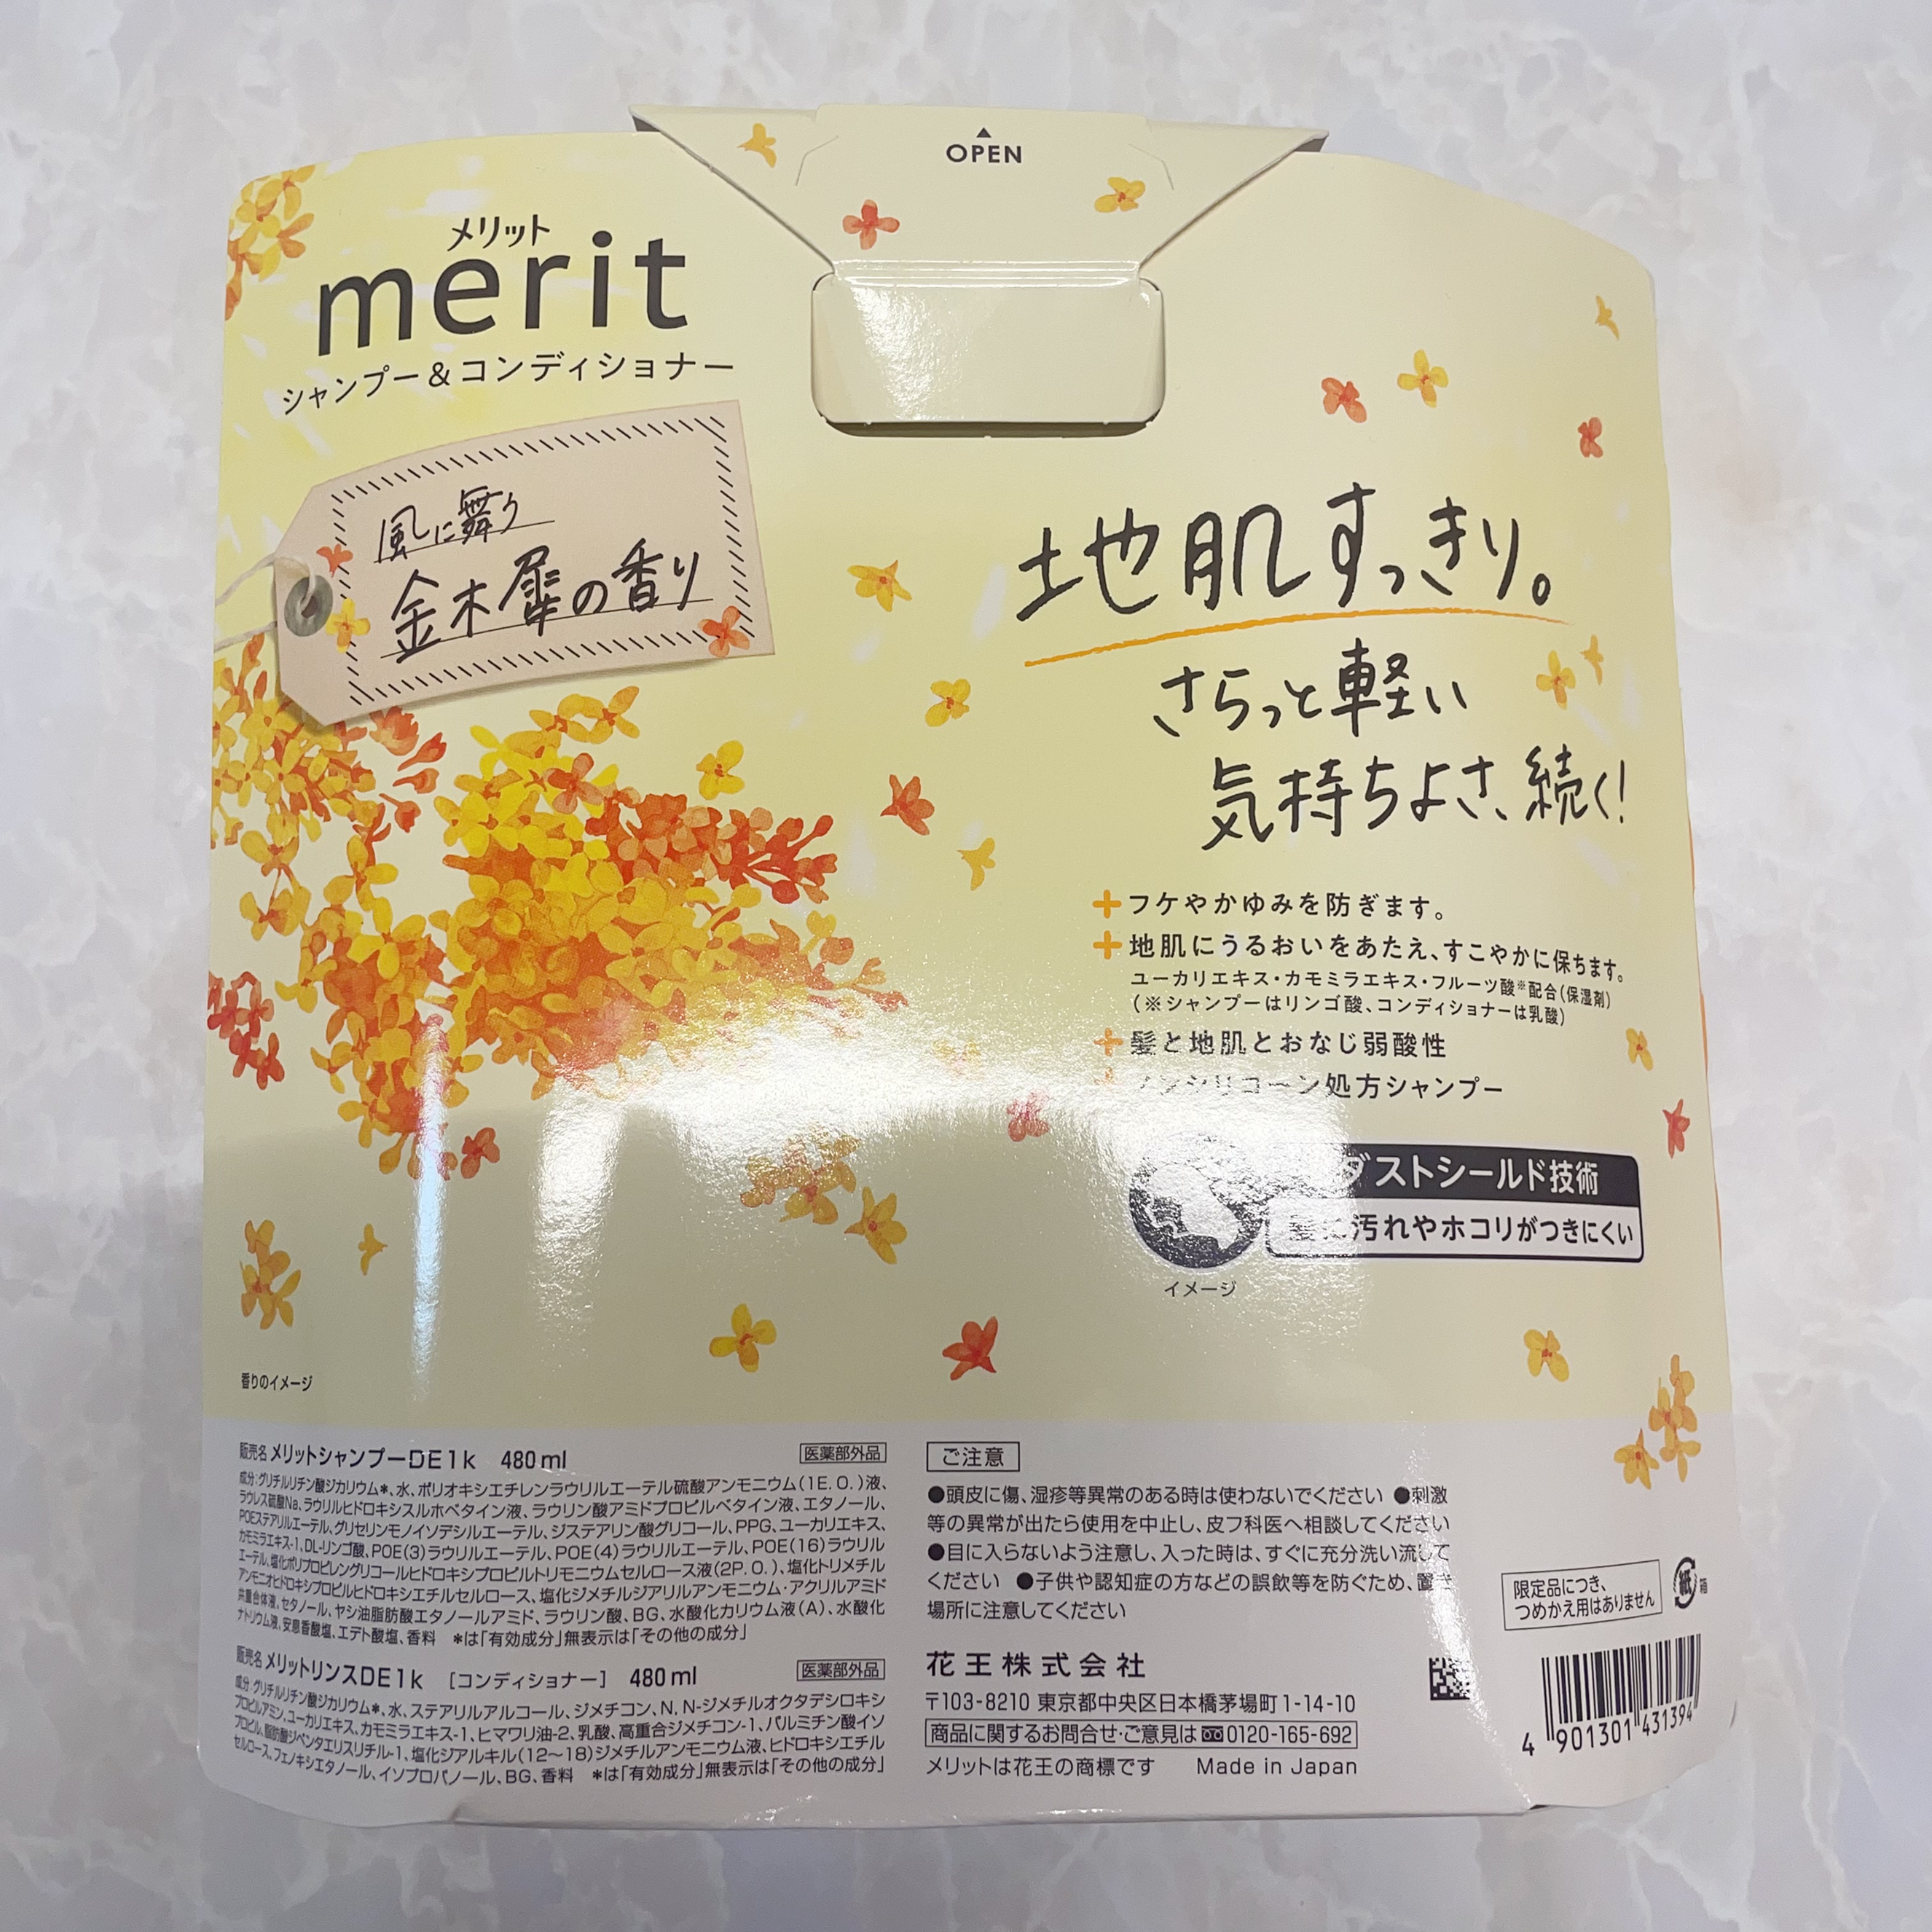 OPEN
メリット
merit
シャンプー&コンディショナー
風に舞う
金木犀の香り
地肌すっきり。
さらっと軽い
気持ちよさ、続く!
フケやかゆみを防ぎます。
地肌にうるおいをあたえ、すこやかに保ちます。
ユーカリエキス・カモミラエキス・フルーツ酸※配合(保湿剤)
(※シャンプーはリンゴ酸、コンディショナーは乳酸)
髪と地肌とおなじ弱酸性
ノンシリコーン処方シャンプー
ダストシールド技術
汚れやホコリがつきにくい
イメージ
香りのイメージ
販売名 メリットシャンプーDE1k 480ml 医薬部外品
成分:グリチルリチン酸ジカリウム*、水、ポリオキシエチレンラウリルエーテル硫酸アンモニウム(1E.O.)液、
ラウレス硫酸Na、ラウリルヒドロキシスルホベタイン液、ラウリン酸アミドプロピルベタイン液、エタノール、
POEステアリルエーテル、グリセリンモノイソデシルエーテル、ジステアリン酸グリコール、PPG、ユーカリエキス、
カモミラエキス-1、DL-リンゴ酸、POE(3)ラウリルエーテル、POE(4)ラウリルエーテル、POE(16)ラウリル
エーテル、塩化ポリプロピレングリコールヒドロキシプロピルトリモニウムセルロース液(2P.O.)、塩化トリメチル
アンモニオヒドロキシプロピルヒドロキシエチルセルロース、塩化ジメチルジアリルアンモニウム・アクリルアミド
共重合体液、セタノール、ヤシ油脂肪酸エタノールアミド、ラウリン酸、BG、水酸化カリウム液(A)、水酸化
ナトリウム液、安息香酸塩、エデト酸塩、香料 *は「有効成分」無表示は「その他の成分」
販売名 メリットリンスDE1k [コンディショナー] 480ml 医薬部外品
成分:グリチルリチン酸ジカリウム*、水、ステアリルアルコール、ジメチコン、N,N-ジメチルオクタデシロキシ
プロピルアミン、ユーカリエキス、カモミラエキス-1、ヒマワリ油-2、乳酸、高重合ジメチコン-1、パルミチン酸イソ
プロピル、脂肪酸ジペンタエリスリチル-1、塩化ジアルキル(12~18)ジメチルアンモニウム液、ヒドロキシエチル
セルロース、フェノキシエタノール、イソプロパノール、BG、香料 *は「有効成分」無表示は「その他の成分」
ご注意
●頭皮に傷、湿疹等異常のある時は使わないでください ●刺激
等の異常が出たら使用を中止し、皮フ科医へ相談してください
●目に入らないよう注意し、入った時は、すぐに充分洗い流して
ください ●子供や認知症の方などの誤飲等を防ぐため、置き
場所に注意してください
花王株式会社
〒103-8210 東京都中央区日本橋茅場町1-14-10
商品に関するお問合せ・ご意見は 0120-165-692
メリットは花王の商標です Made in Japan
限定品につき、
つめかえ用はありません
紙 箱
4 901301 431394